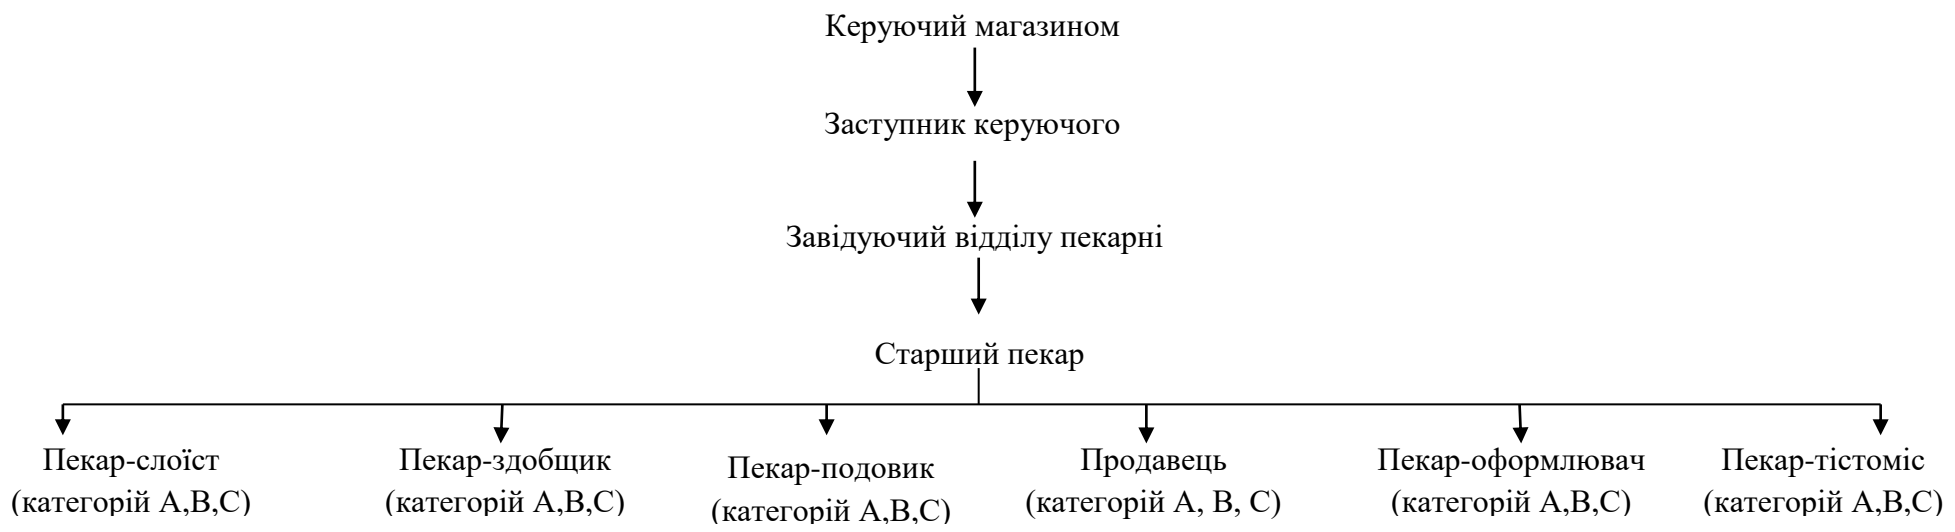 Керуючий магазином
Заступник керуючого
Завідуючий відділу пекарні
Старший пекар
Пекар-слоїст
(категорій А,В,С)
Пекар-здобщик
(категорій А,В,С)
Пекар-подовик
(категорій А,В,С)
Продавець
(категорій А, В, С)
Пекар-оформлювач
(категорій А,В,С)
Пекар-тістоміс
(категорій А,В,С)